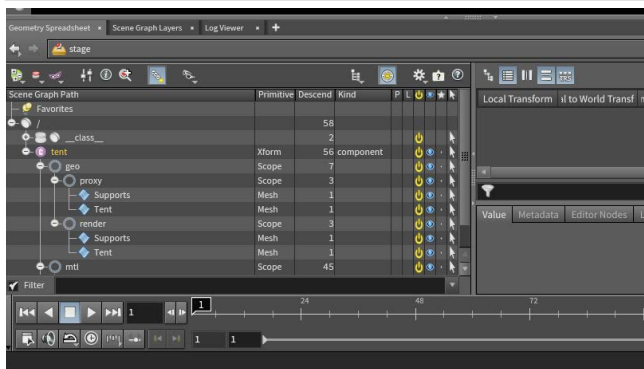 Geometry Spreadsheet × Scene Graph Layers × Log Viewer × +
stage
Scene Graph Path Primitive Descend Kind P L
Favorites
/ 58
__class__ 2
tent Xform 56 component
geo Scope 7
proxy Scope 3
Supports Mesh 1
Tent Mesh 1
render Scope 3
Supports Mesh 1
Tent Mesh 1
mtl Scope 45
Filter
Local Transform to World Transf
Value Metadata Editor Nodes L
1 1 24 48 72
1 1